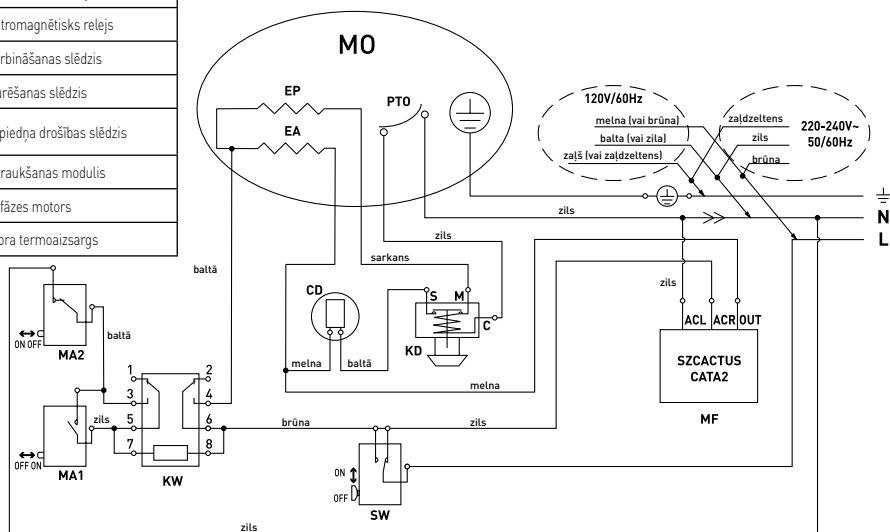 tromagnētisks relejs
rbināšanas slēdzis
urēšanas slēdzis
piedņa drošības slēdzis
raukšanas modulis
fāzes motors
ora termoaizsargs
MO
EP
EA
PTO
120V/60Hz
melna (vai brūna)
balta (vai zila)
zaļš (vai zaļdzeltens)
zaļdzeltens
zils
brūna
220-240V~
50/60Hz
zils
N
L
zils
sarkans
baltā
CD
S
M
C
KD
zils
ACL
ACR
OUT
SZCACTUS
CATA2
MF
ON OFF
MA2
baltā
melna
baltā
melna
1
2
3
4
5
6
7
8
zils
brūna
zils
OFF ON
MA1
KW
ON
OFF
SW
zils